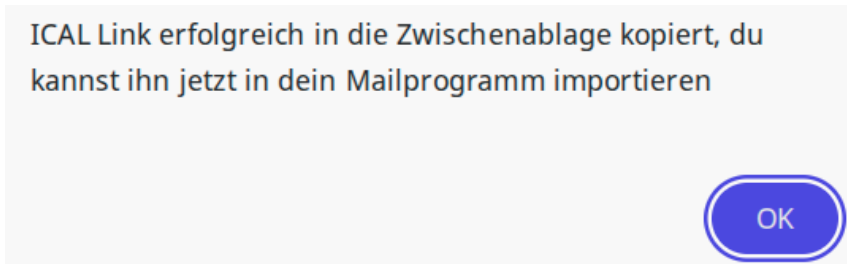 ICAL Link erfolgreich in die Zwischenablage kopiert, du
kannst ihn jetzt in dein Mailprogramm importieren
OK